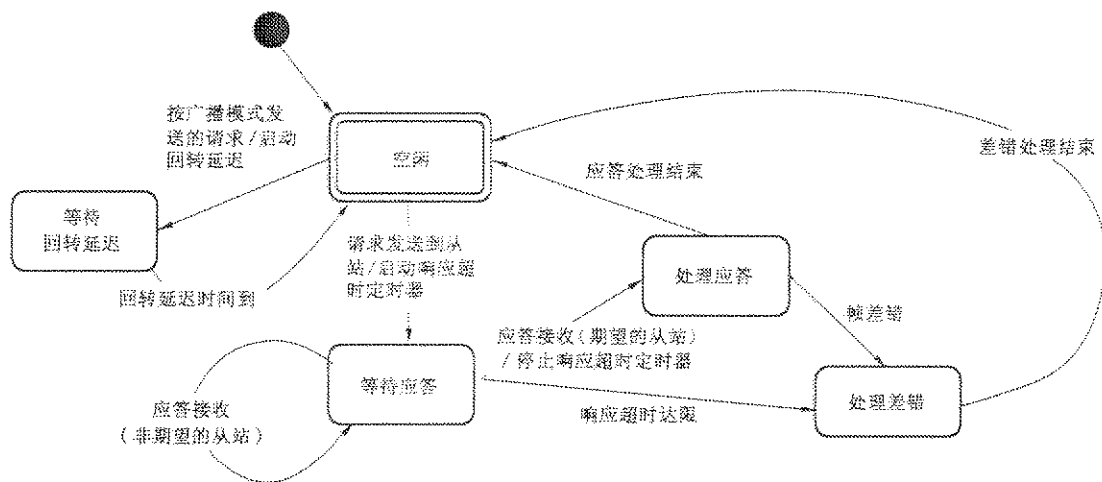 按广播模式发
送的请求/启动
回转延迟
空闲
差错处理结束
应答处理结束
等待
回转延迟
请求发送到从
站/启动响应超
时定时器
处理应答
回转延迟时间到
帧差错
应答接收(期望的从站)
/停止响应超时定时器
等待应答
处理差错
应答接收
(非期望的从站)
响应超时达限